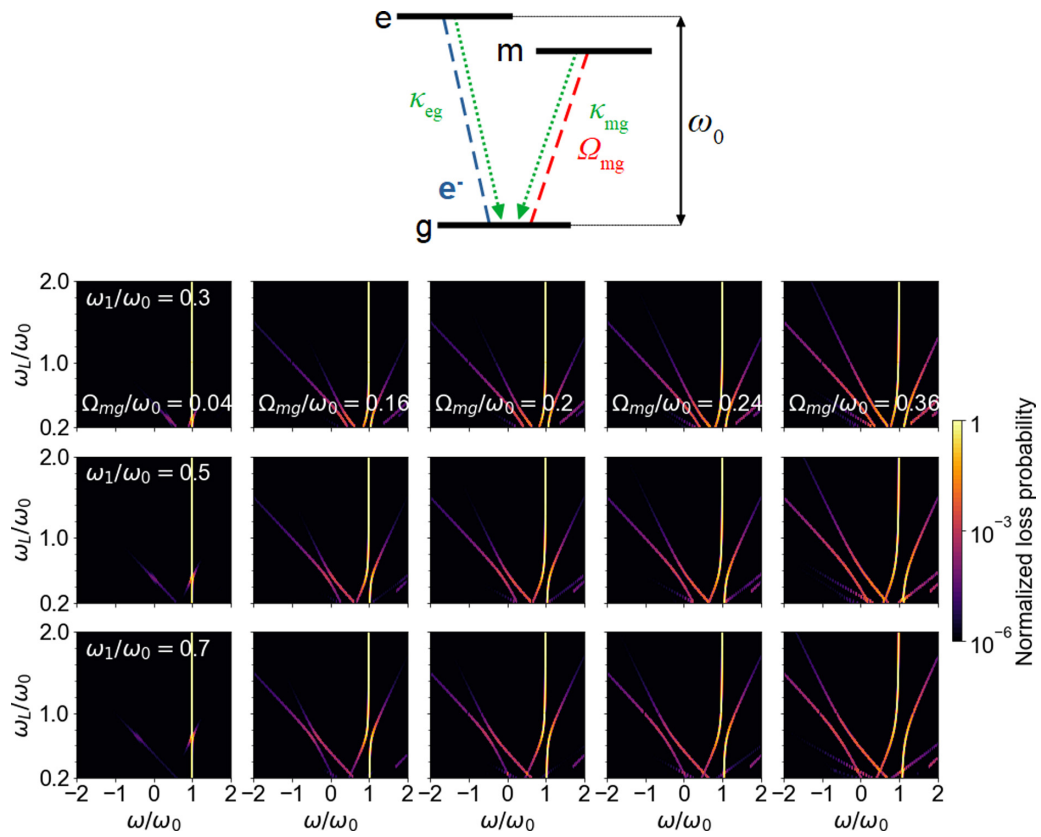 e
m
κeg
κmg
Ωmg
ω0
e-
g
2.0
ω1/ω0 = 0.3
ωL/ω0
1.0
Ωmg/ω0 = 0.04
Ωmg/ω0 = 0.16
Ωmg/ω0 = 0.2
Ωmg/ω0 = 0.24
Ωmg/ω0 = 0.36
0.2
2.0
ω1/ω0 = 0.5
ωL/ω0
1.0
0.2
2.0
ω1/ω0 = 0.7
ωL/ω0
1.0
0.2
−2 −1 0 1 2
−2 −1 0 1 2
−2 −1 0 1 2
−2 −1 0 1 2
−2 −1 0 1 2
ω/ω0
ω/ω0
ω/ω0
ω/ω0
ω/ω0
1
10−3
10−6
Normalized loss probability